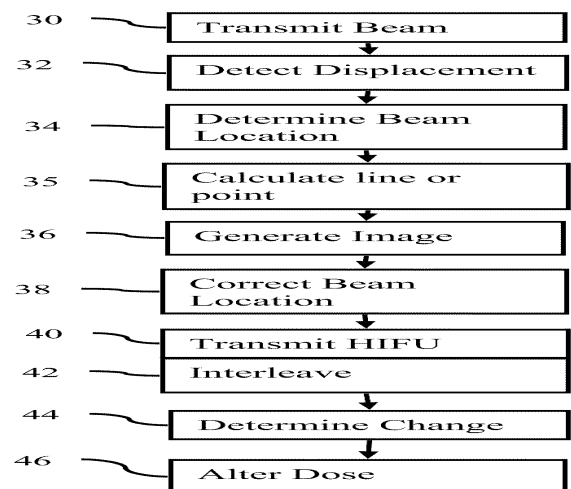 30 Transmit Beam
32 Detect Displacement
34 Determine Beam
Location
35 Calculate line or
point
36 Generate Image
38 Correct Beam
Location
40 Transmit HIFU
42 Interleave
44 Determine Change
46 Alter Dose